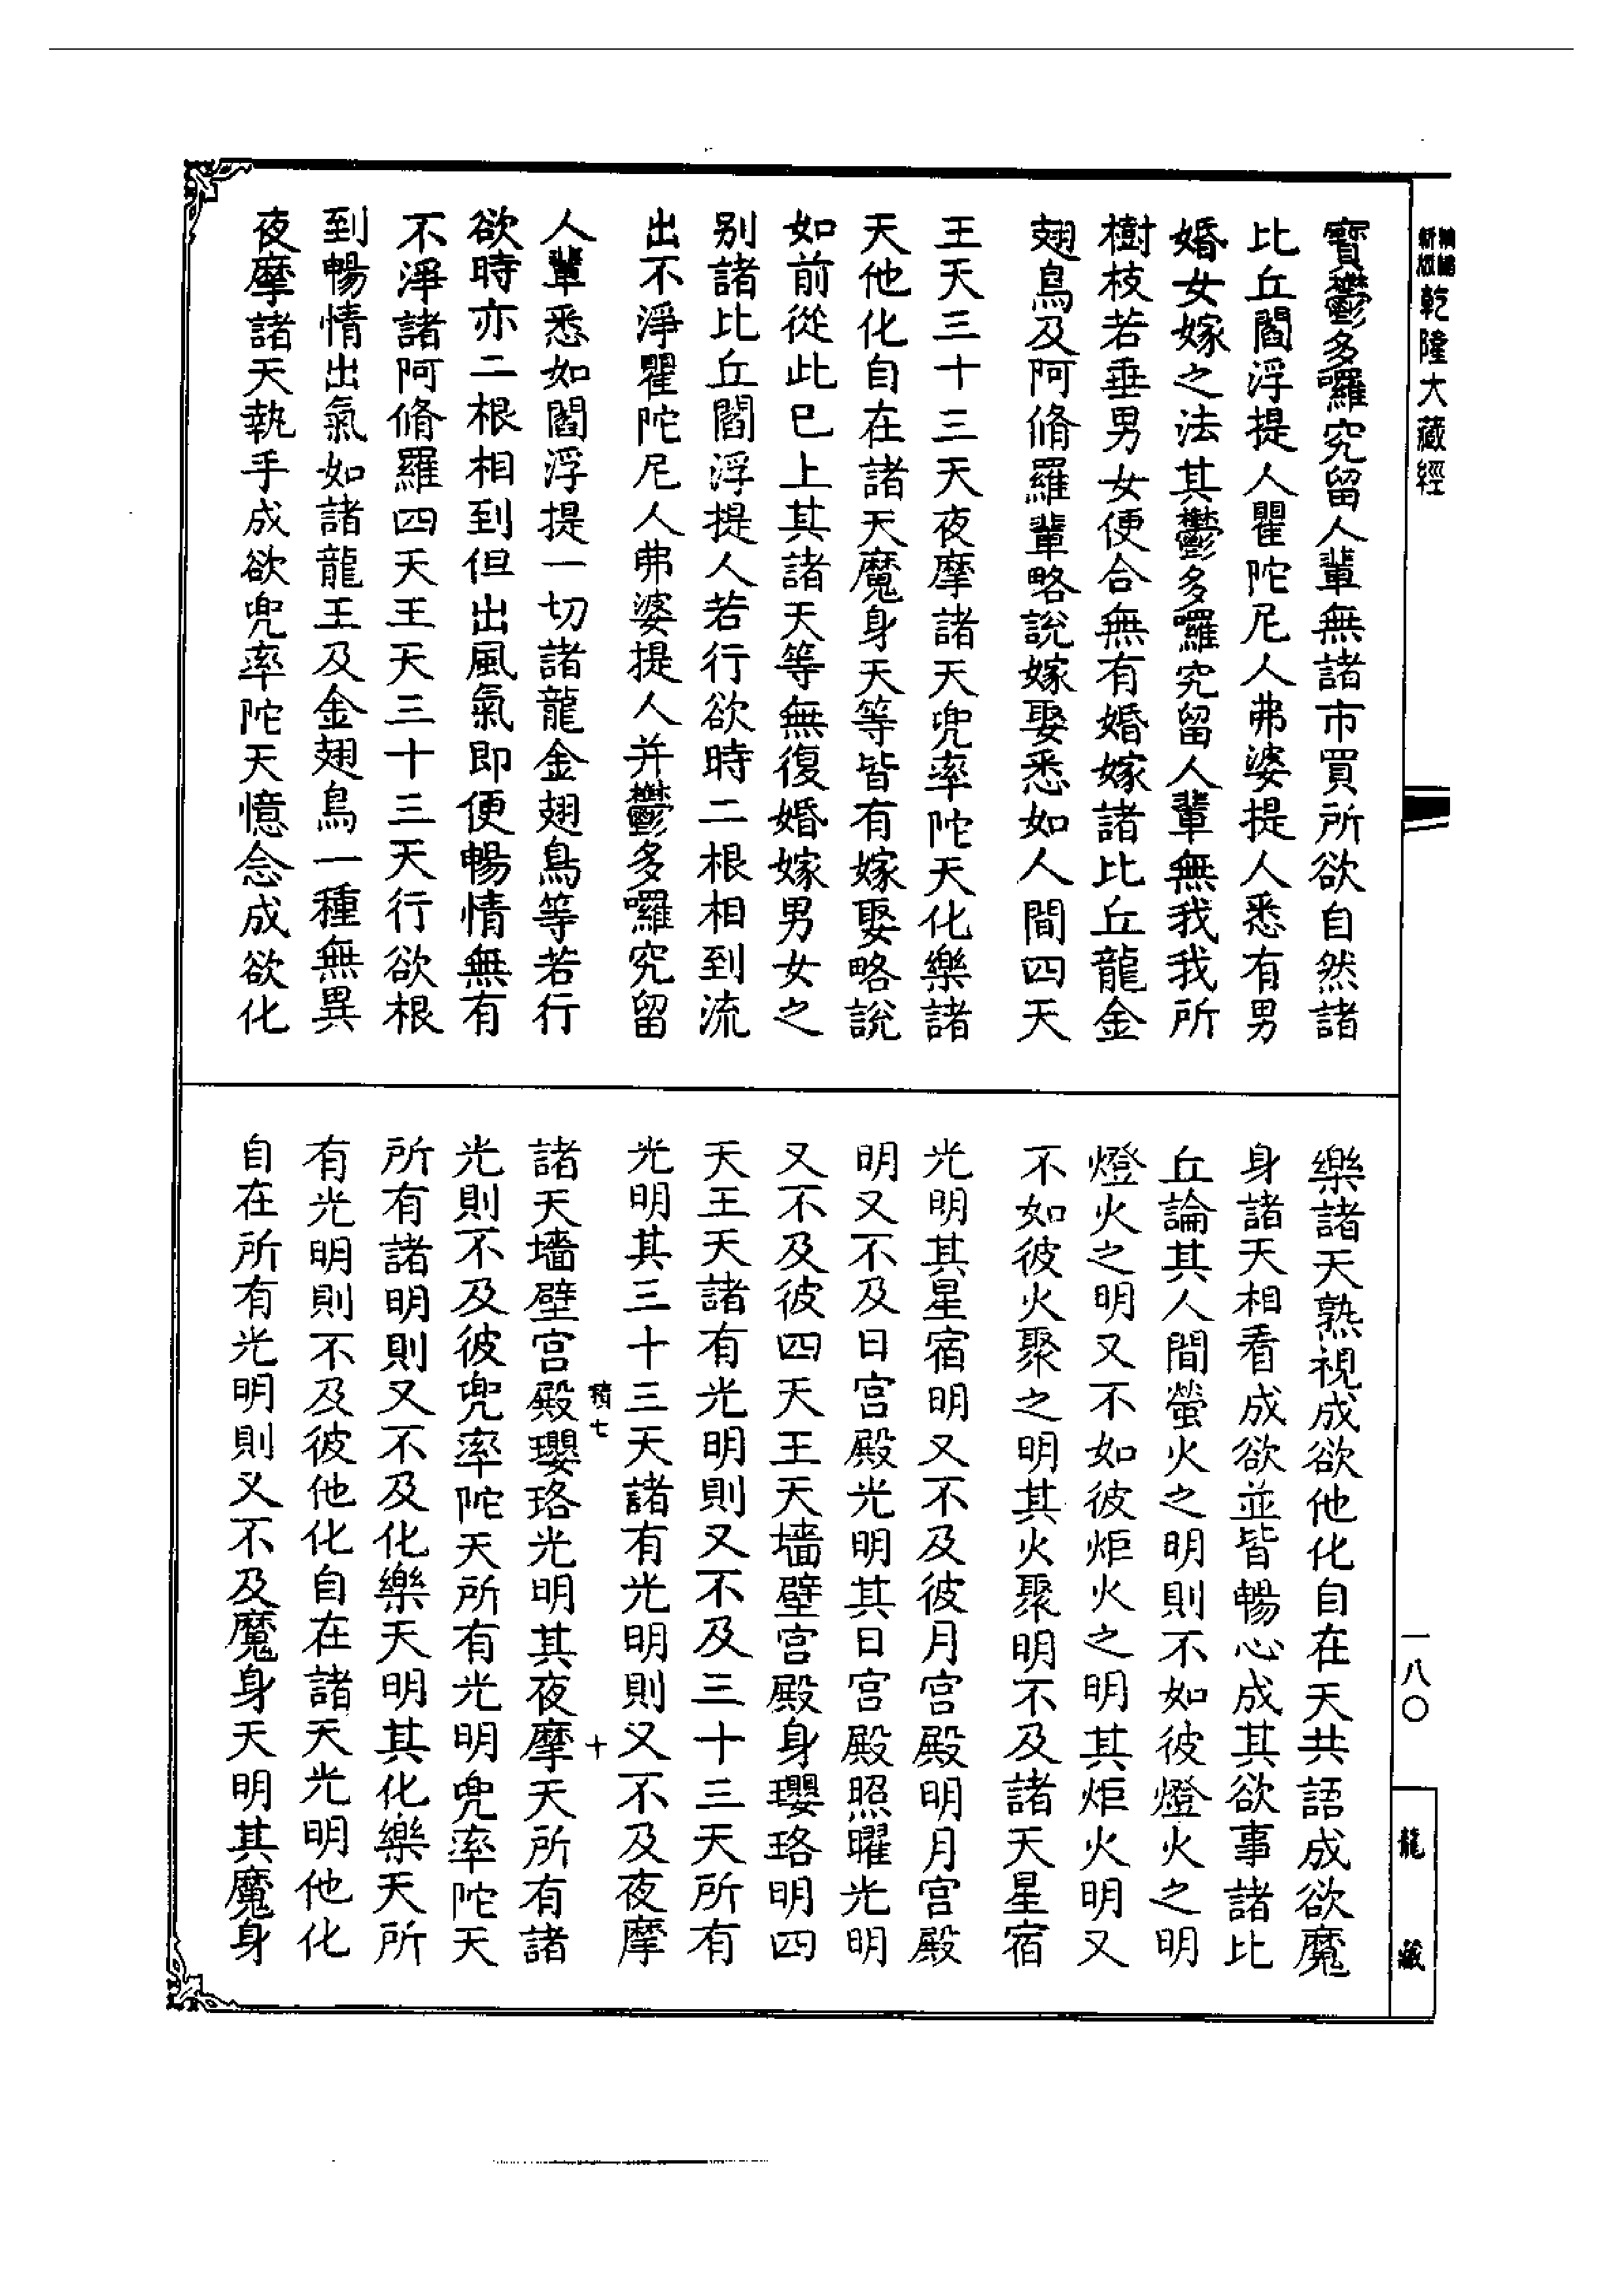 新編
新版
乾隆大藏經
寶鬱多囉究留人輩無諸市買所欲自然諸
比丘閻浮提人瞿陀尼人弗婆提人悉有男
婚女嫁之法其鬱多囉究留人輩無我我所
樹枝若垂男女便合無有婚嫁諸比丘龍金
翅鳥及阿脩羅輩略說嫁娶悉如人間四天
王天三十三天夜摩諸天兜率陀天化樂諸
天他化自在諸天魔身天等皆有嫁娶略說
如前從此已上其諸天等無復婚嫁男女之
別諸比丘閻浮提人若行欲時二根相到流
出不淨瞿陀尼人弗婆提人并鬱多囉究留
人輩悉如閻浮提一切諸龍金翅鳥等若行
欲時亦二根相到但出風氣即便暢情無有
不淨諸阿脩羅四天王天三十三天行欲根
到暢情出氣如諸龍王及金翅鳥一種無異
夜摩諸天執手成欲兜率陀天憶念成欲化
樂諸天熟視成欲他化自在天共語成欲魔
身諸天相看成欲並皆暢心成其欲事諸比
丘論其人間螢火之明則不如彼燈火之明
燈火之明又不如彼炬火之明其炬火明又
不如彼火聚之明其火聚明不及諸天星宿
光明其星宿明又不及彼月宮殿明月宮殿
明又不及日宮殿光明其日宮殿照曜光明
又不及彼四天王天墻壁宮殿身瓔珞明四
天王天諸有光明則又不及三十三天所有
光明其三十三天諸有光明則又不及夜摩
積七
十
諸天墻壁宮殿瓔珞光明其夜摩天所有諸
光則不及彼兜率陀天所有光明兜率陀天
所有諸明則又不及化樂天明其化樂天所
有光明則不及彼他化自在諸天光明他化
自在所有光明則又不及魔身天明其魔身
一八〇
龍藏